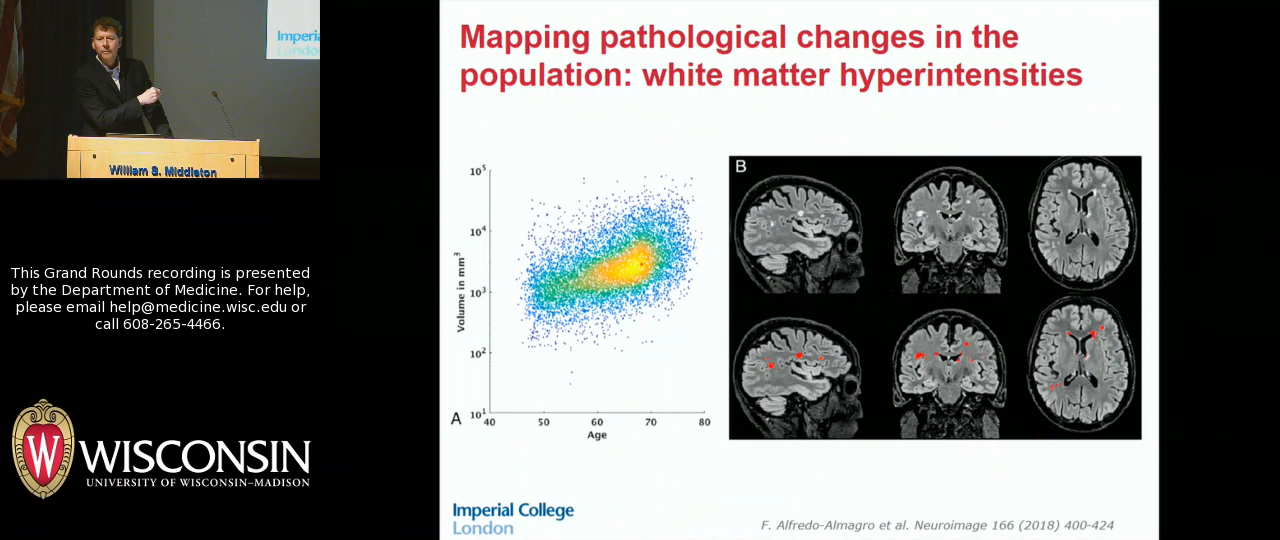 Imperia
Londo
William S. Middleton
This Grand Rounds recording is presented
by the Department of Medicine. For help,
please email help@medicine.wisc.edu or
call 608-265-4466.
W
WISCONSIN
UNIVERSITY OF WISCONSIN–MADISON
Mapping pathological changes in the
population: white matter hyperintensities
Volume in mm³
10⁵
10⁴
10³
10²
10¹
40 50 60 70 80
Age
A
B
Imperial College
London
F. Alfredo-Almagro et al. Neuroimage 166 (2018) 400-424